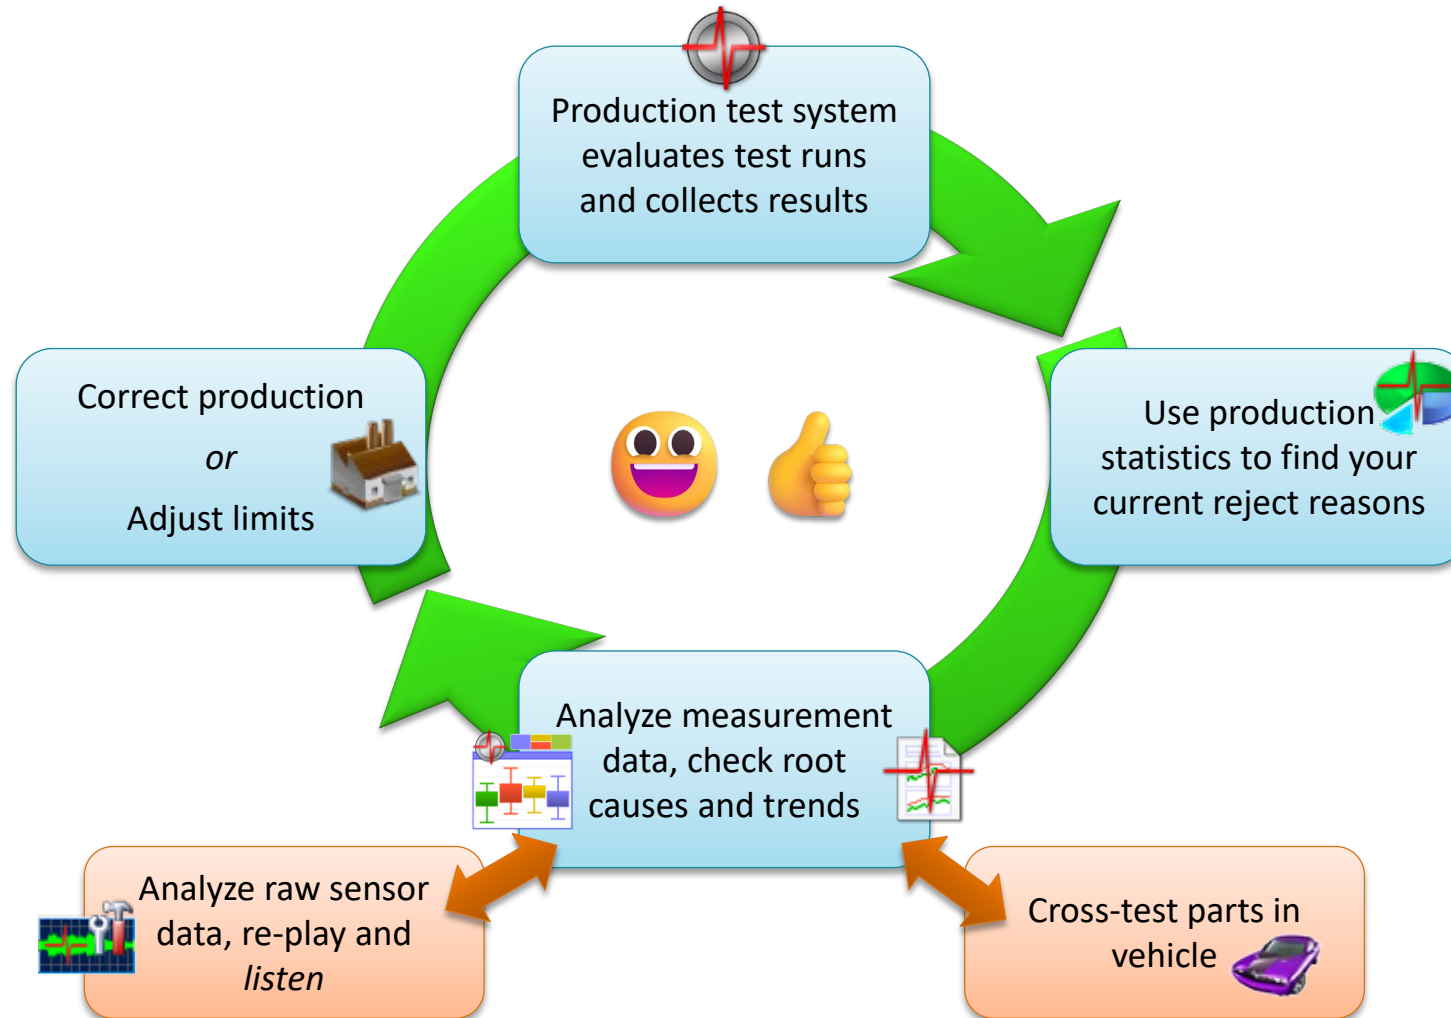 Production test system
evaluates test runs
and collects results
Use production
statistics to find your
current reject reasons
Analyze measurement
data, check root
causes and trends
Correct production
or
Adjust limits
Analyze raw sensor
data, re-play and
listen
Cross-test parts in
vehicle